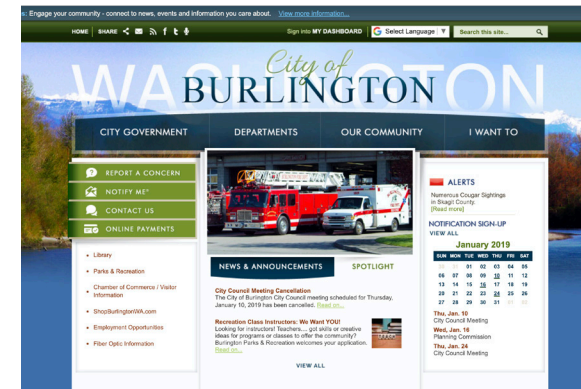 s: Engage your community - connect to news, events and information you care about. View more information...
HOME SHARE f t
Sign into MY DASHBOARD G Select Language ▼ Search this site...
WASHINGTON
City of
BURLINGTON
CITY GOVERNMENT DEPARTMENTS OUR COMMUNITY I WANT TO
REPORT A CONCERN
NOTIFY ME®
CONTACT US
ONLINE PAYMENTS
• Library
• Parks & Recreation
• Chamber of Commerce / Visitor
Information
• ShopBurlingtonWA.com
• Employment Opportunities
• Fiber Optic Information
NEWS & ANNOUNCEMENTS SPOTLIGHT
City Council Meeting Cancellation
The City of Burlington City Council meeting scheduled for Thursday,
January 10, 2019 has been cancelled. Read on...
Recreation Class Instructors: We Want YOU!
Looking for instructors! Teachers.... got skills or creative
ideas for programs or classes to offer the community?
Burlington Parks & Recreation welcomes your application.
Read on...
VIEW ALL
ALERTS
Numerous Cougar Sightings
in Skagit County.
[Read more]
NOTIFICATION SIGN-UP
VIEW ALL
January 2019
SUN MON TUE WED THU FRI SAT
01 02 03 04 05
06 07 08 09 10 11 12
13 14 15 16 17 18 19
20 21 22 23 24 25 26
27 28 29 30 31
Thu, Jan. 10
City Council Meeting
Wed, Jan. 16
Planning Commission
Thu, Jan. 24
City Council Meeting